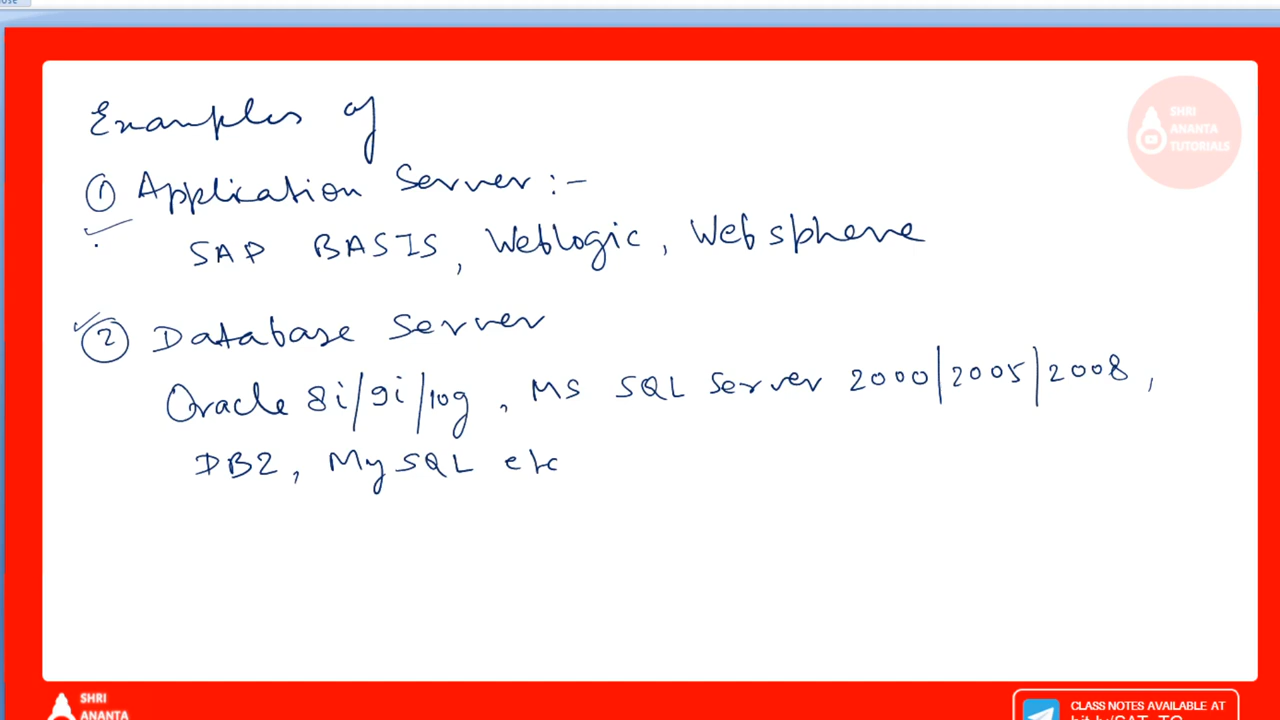 SHRI
ANANTA
TUTORIALS
Examples of
① Application Server :-
SAP BASIS, Weblogic, Websphere
② Database Server
Oracle 8i/9i/10g, MS SQL Server 2000|2005|2008,
DB2, MySQL etc
SHRI
ANANTA
CLASS NOTES AVAILABLE AT